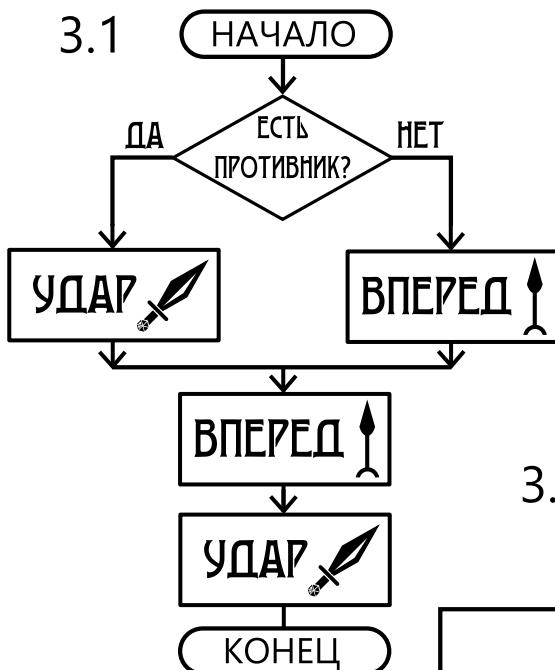 3.1
НАЧАЛО
ЕСТЬ
ПРОТИВНИК?
ДА
НЕТ
УДАР
ВПЕРЕД
ВПЕРЕД
3.
УДАР
КОНЕЦ